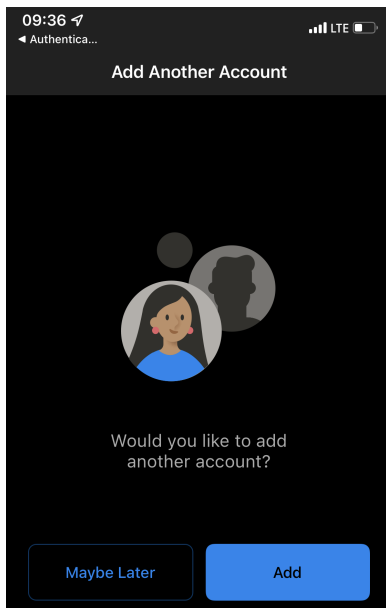 09:36
LTE
◀ Authentica...
Add Another Account
Would you like to add
another account?
Maybe Later
Add